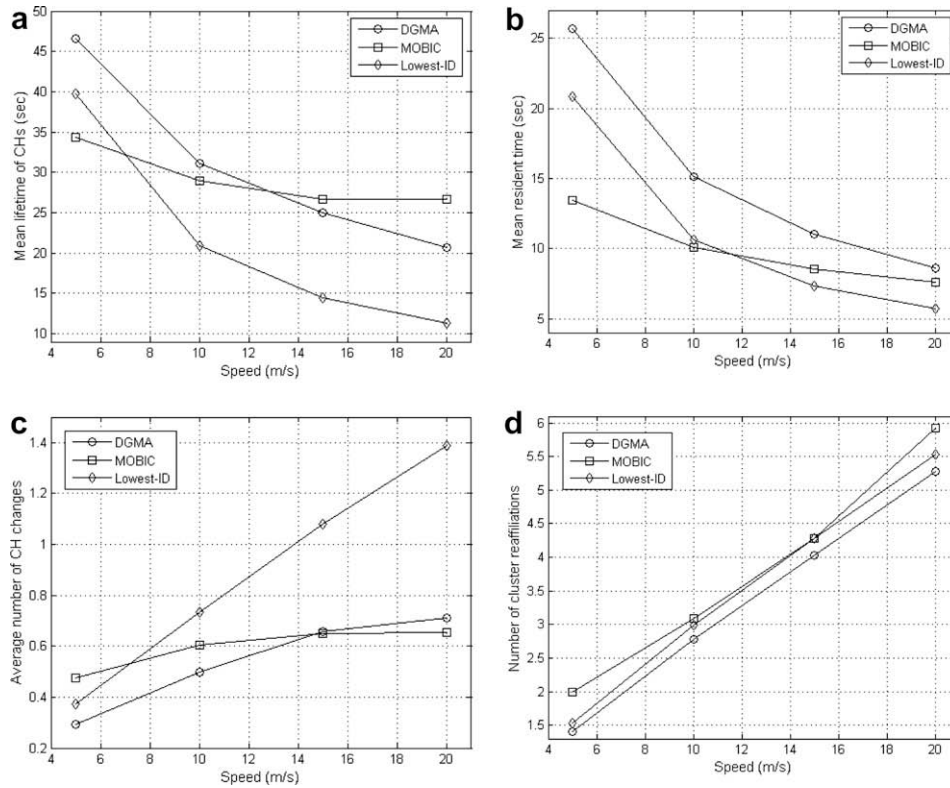 a
50
45
40
35
30
25
20
15
10
4 6 8 10 12 14 16 18 20
Mean lifetime of CHs (sec)
Speed (m/s)
DGMA
MOBIC
Lowest-ID
b
25
20
15
10
5
4 6 8 10 12 14 16 18 20
Mean resident time (sec)
Speed (m/s)
DGMA
MOBIC
Lowest-ID
c
1.4
1.2
1
0.8
0.6
0.4
0.2
4 6 8 10 12 14 16 18 20
Average number of CH changes
Speed (m/s)
DGMA
MOBIC
Lowest-ID
d
6
5.5
5
4.5
4
3.5
3
2.5
2
1.5
4 6 8 10 12 14 16 18 20
Number of cluster reaffiliations
Speed (m/s)
DGMA
MOBIC
Lowest-ID